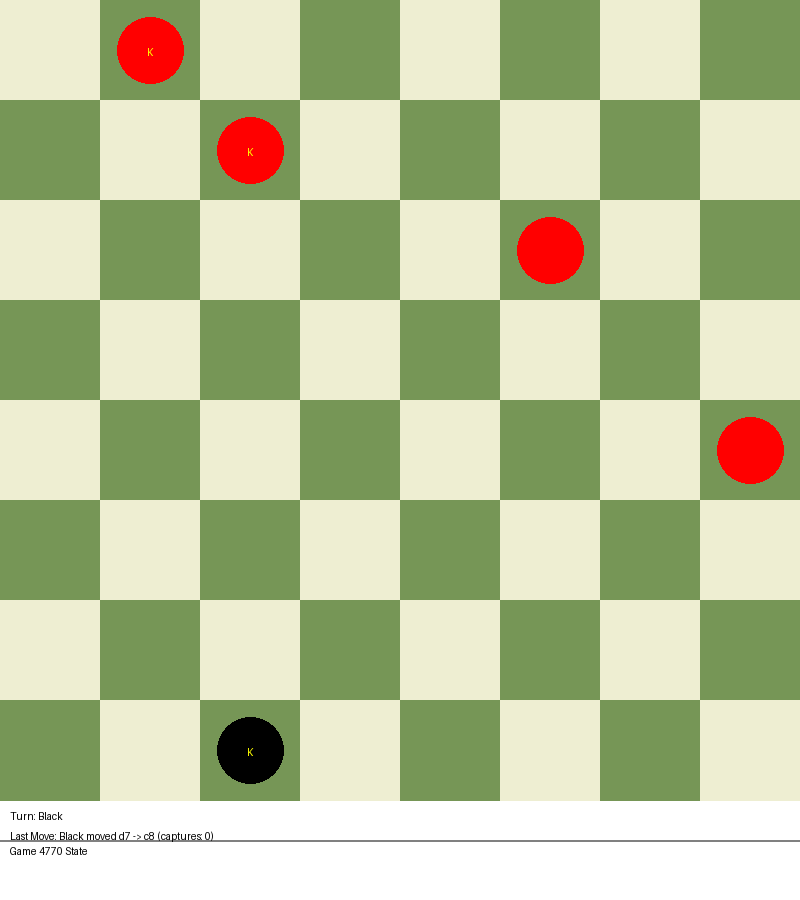 K
K
K
Turn: Black
Last Move: Black moved d7 -> c8 (captures: 0)
Game 4770 State